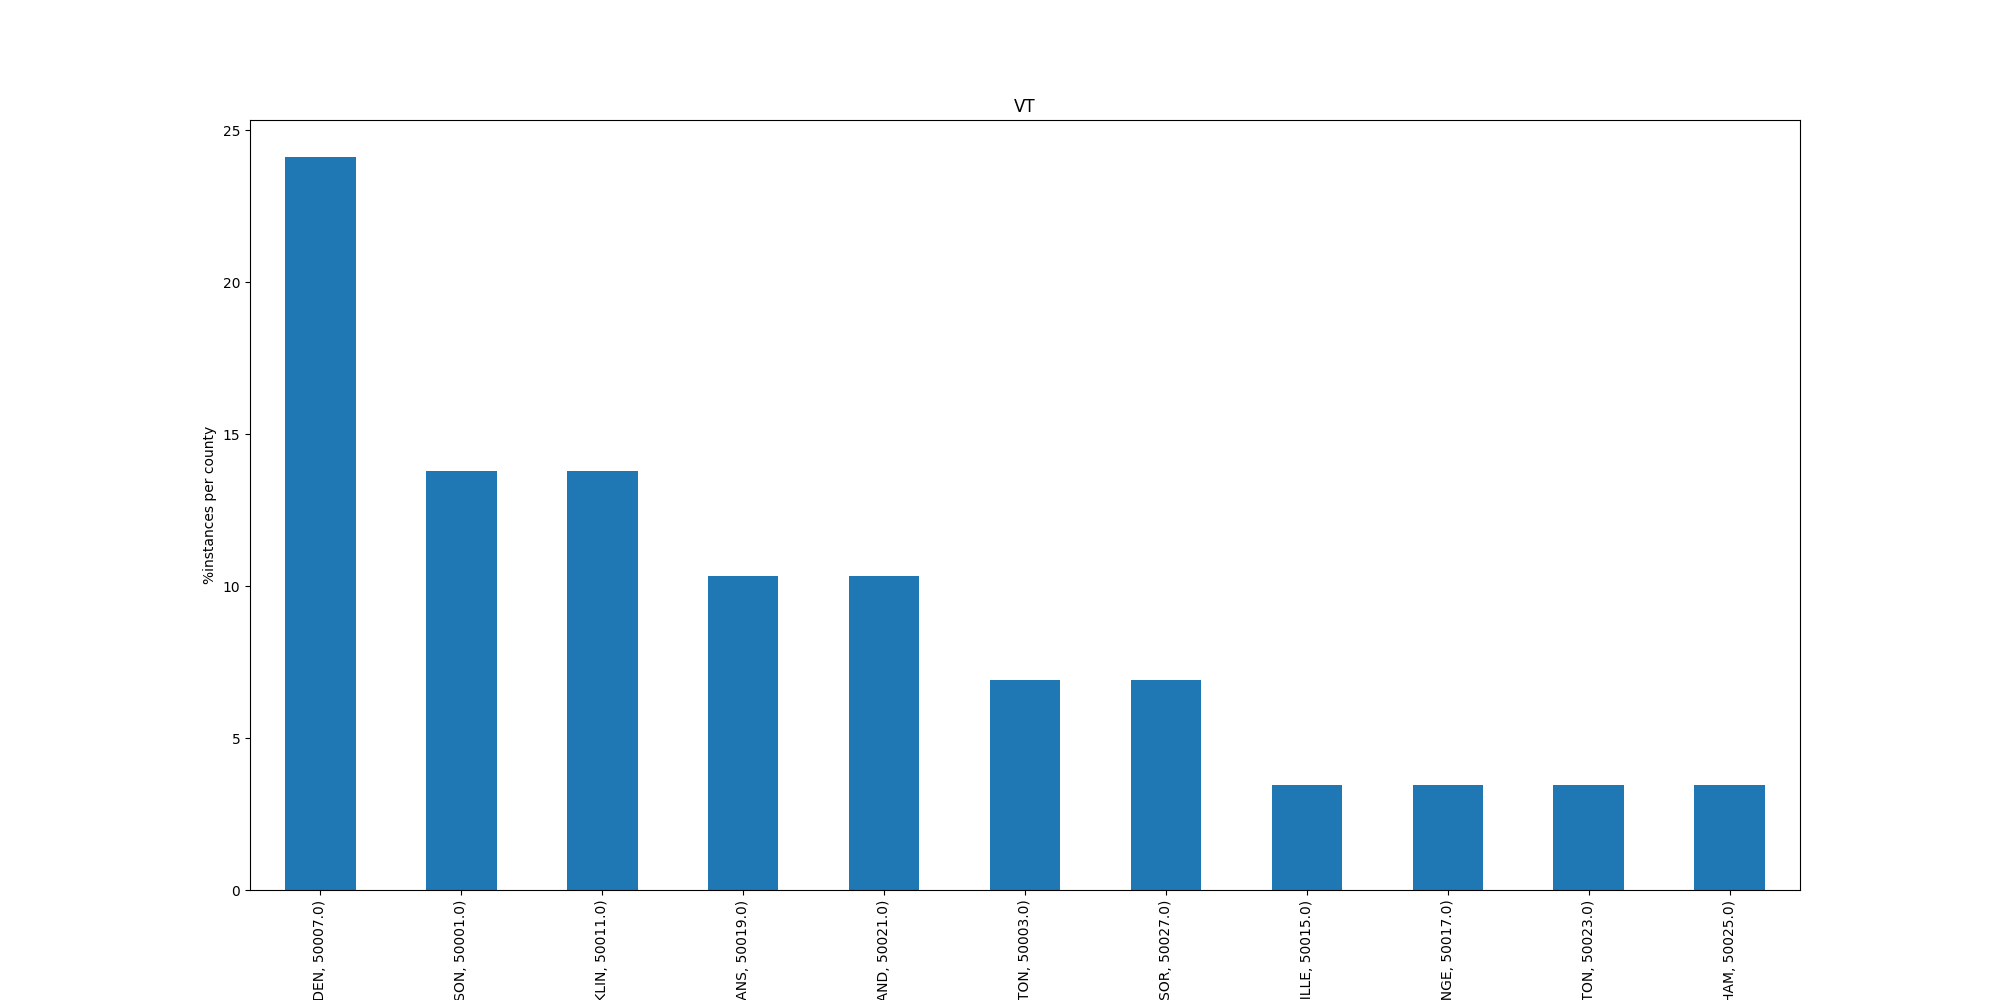 VT
%instances per county
25
20
15
10
5
0
DEN, 50007.0)
SON, 50001.0)
KLIN, 50011.0)
ANS, 50019.0)
AND, 50021.0)
TON, 50003.0)
SOR, 50027.0)
ILLE, 50015.0)
NGE, 50017.0)
TON, 50023.0)
HAM, 50025.0)